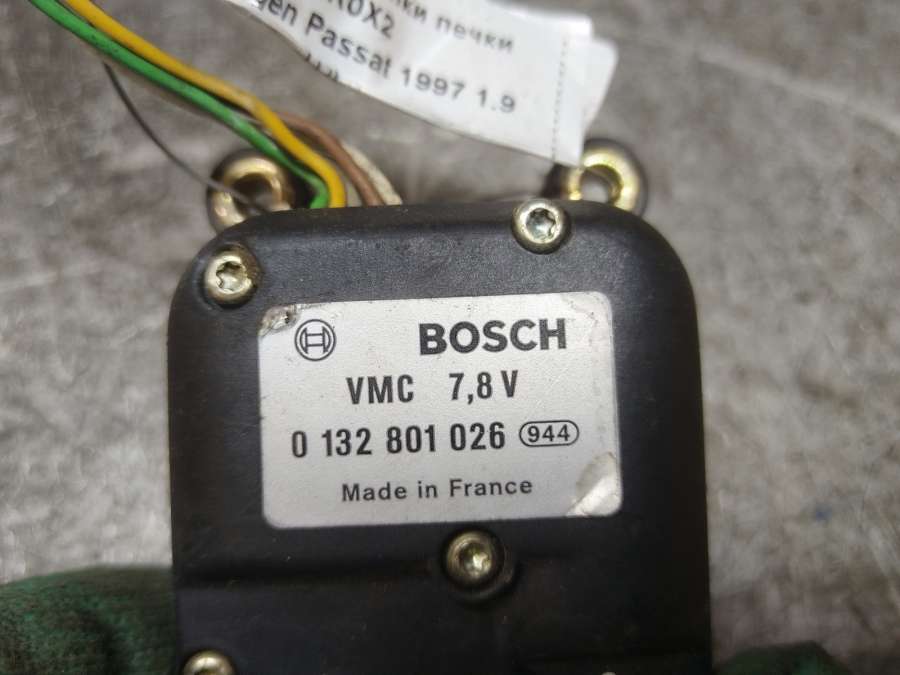 печки
Passat 1997 1.9
BOSCH
VMC 7,8 V
0 132 801 026 944
Made in France